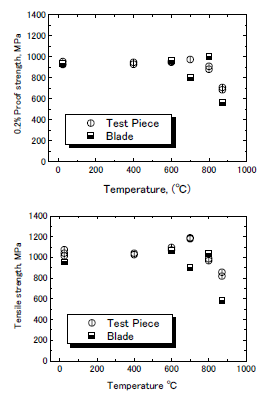 0.2% Proof strength, MPa
1400
1200
1000
800
600
400
200
0
Test Piece
Blade
0 200 400 600 800 1000
Temperature, (°C)
Tensile strength, MPa
1400
1200
1000
800
600
400
200
0
Test Piece
Blade
0 200 400 600 800 1000
Temperature °C